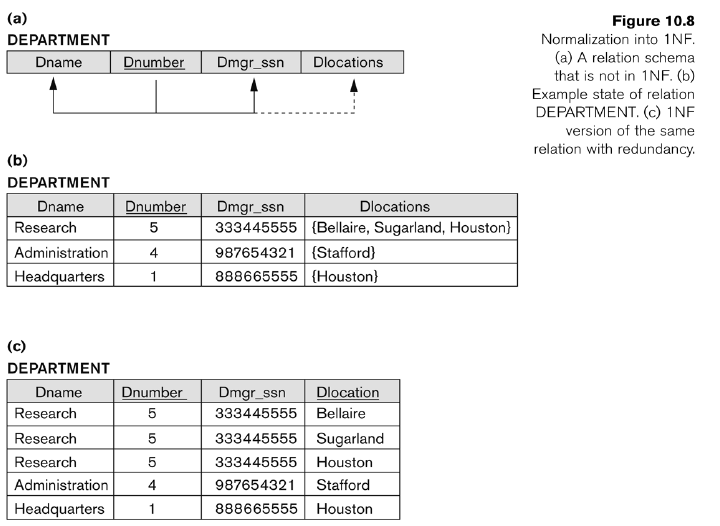 (a)
DEPARTMENT
Dname Dnumber Dmgr_ssn Dlocations
Figure 10.8
Normalization into 1NF.
(a) A relation schema
that is not in 1NF. (b)
Example state of relation
DEPARTMENT. (c) 1NF
version of the same
relation with redundancy.
(b)
DEPARTMENT
Dname Dnumber Dmgr_ssn Dlocations
Research 5 333445555 {Bellaire, Sugarland, Houston}
Administration 4 987654321 {Stafford}
Headquarters 1 888665555 {Houston}
(c)
DEPARTMENT
Dname Dnumber Dmgr_ssn Dlocation
Research 5 333445555 Bellaire
Research 5 333445555 Sugarland
Research 5 333445555 Houston
Administration 4 987654321 Stafford
Headquarters 1 888665555 Houston